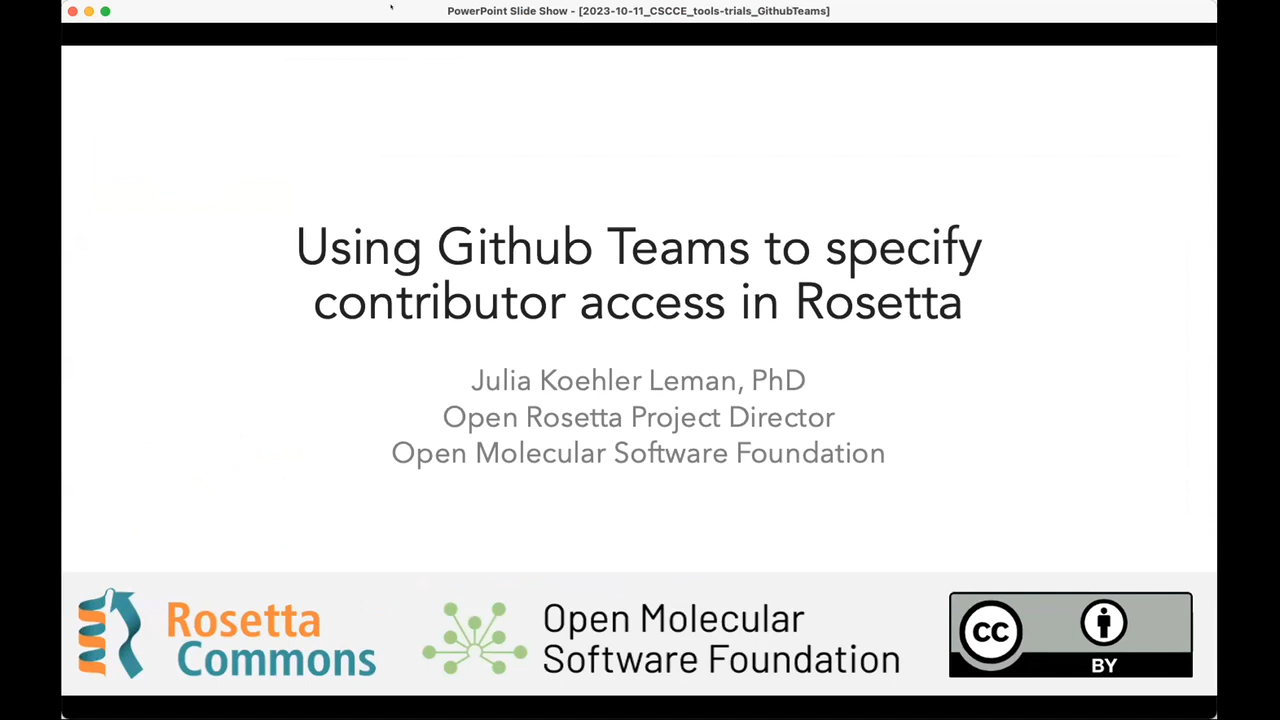 PowerPoint Slide Show - [2023-10-11_CSCCE_tools-trials_GithubTeams]
Using Github Teams to specify
contributor access in Rosetta
Julia Koehler Leman, PhD
Open Rosetta Project Director
Open Molecular Software Foundation
Rosetta
Commons
Open Molecular
Software Foundation
CC
BY